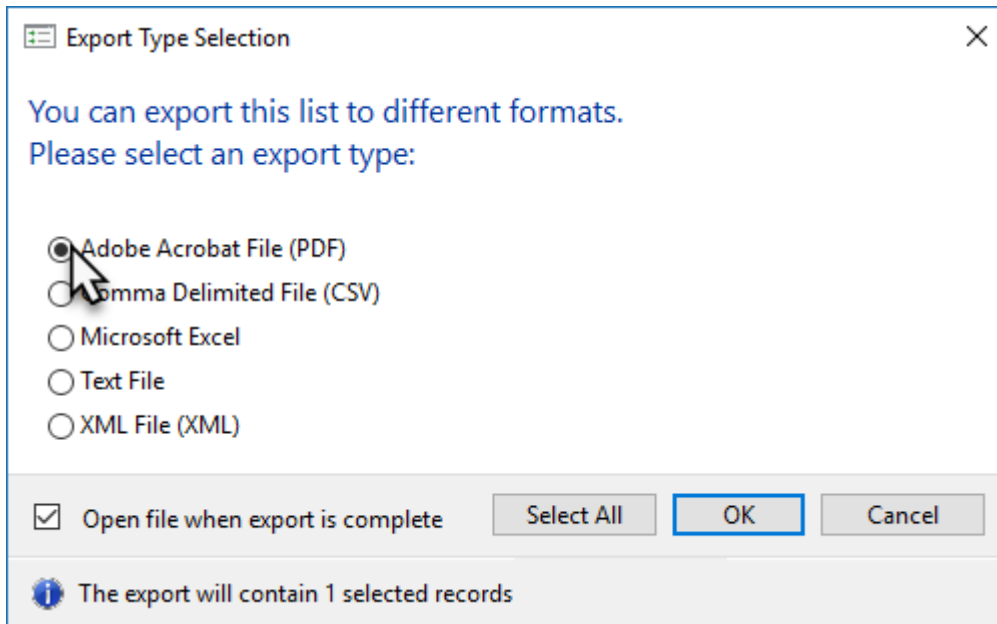 Export Type Selection
You can export this list to different formats.
Please select an export type:
Adobe Acrobat File (PDF)
Comma Delimited File (CSV)
Microsoft Excel
Text File
XML File (XML)
Open file when export is complete
Select All
OK
Cancel
The export will contain 1 selected records